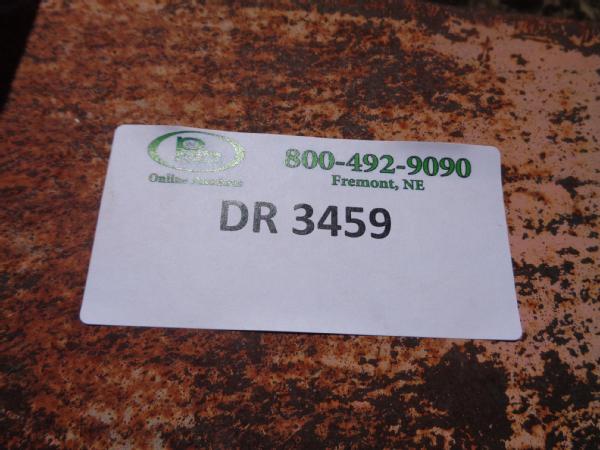 800-492-9090
Online Auctions
Fremont, NE
DR 3459